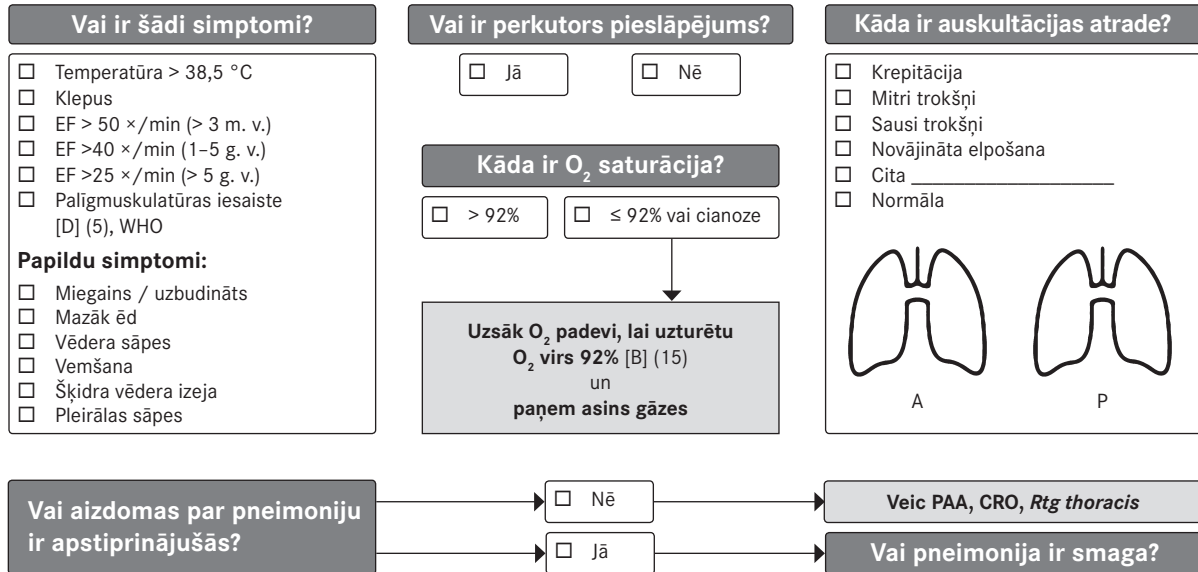 Vai ir šādi simptomi?
☐ Temperatūra > 38,5 °C
☐ Klepus
☐ EF > 50 ×/min (> 3 m. v.)
☐ EF >40 ×/min (1–5 g. v.)
☐ EF >25 ×/min (> 5 g. v.)
☐ Palīgmuskulatūras iesaiste
[D] (5), WHO
Papildu simptomi:
☐ Miegains / uzbudināts
☐ Mazāk ēd
☐ Vēdera sāpes
☐ Vemšana
☐ Šķidra vēdera izeja
☐ Pleirālas sāpes
Vai ir perkutors pieslāpējums?
☐ Jā
☐ Nē
Kāda ir O₂ saturācija?
☐ > 92%
☐ ≤ 92% vai cianoze
Uzsāk O₂ padevi, lai uzturētu
O₂ virs 92% [B] (15)
un
paņem asins gāzes
Kāda ir auskultācijas atrade?
☐ Krepitācija
☐ Mitri trokšņi
☐ Sausi trokšņi
☐ Novājināta elpošana
☐ Cita ____________________
☐ Normāla
A
P
Vai aizdomas par pneimoniju
ir apstiprinājušās?
☐ Nē
Veic PAA, CRO, Rtg thoracis
☐ Jā
Vai pneimonija ir smaga?